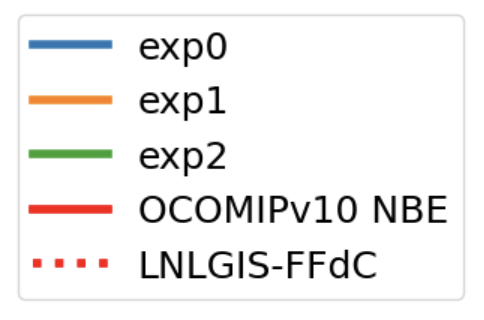 exp0
exp1
exp2
OCOMIPv10 NBE
LNLGIS-FFdC